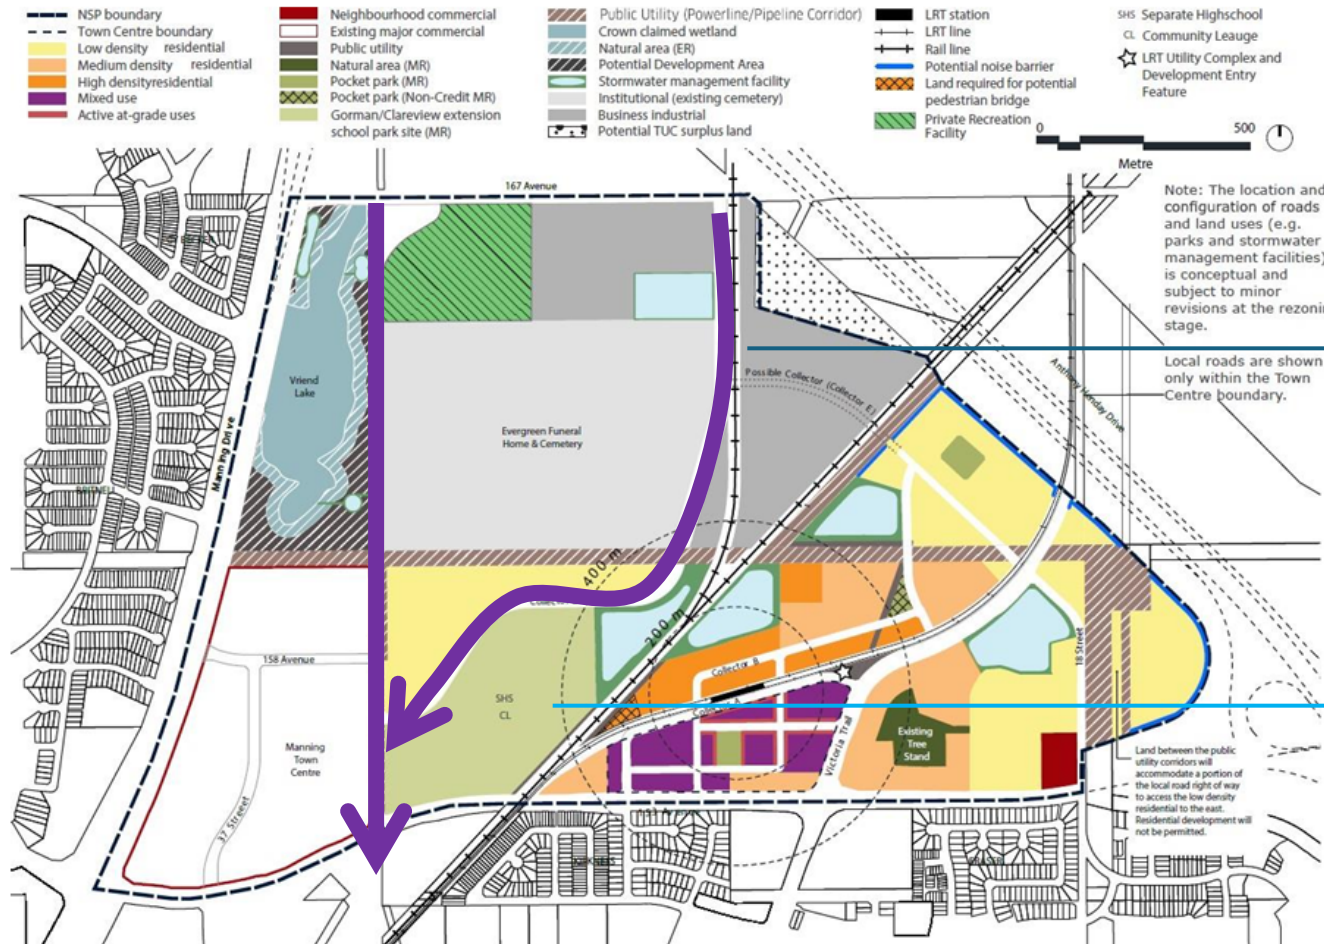 NSP boundary
Town Centre boundary
Low density residential
Medium density residential
High densityresidential
Mixed use
Active at-grade uses
Neighbourhood commercial
Existing major commercial
Public utility
Natural area (MR)
Pocket park (MR)
Pocket park (Non-Credit MR)
Gorman/Clareview extension
school park site (MR)
Public Utility (Powerline/Pipeline Corridor)
Crown claimed wetland
Natural area (ER)
Potential Development Area
Stormwater management facility
Institutional (existing cemetery)
Business industrial
Potential TUC surplus land
LRT station
LRT line
Rail line
Potential noise barrier
Land required for potential
pedestrian bridge
Private Recreation
Facility
SHS Separate Highschool
CL Community Leauge
LRT Utility Complex and
Development Entry
Feature
0 500
Metre
Note: The location and
configuration of roads
and land uses (e.g.
parks and stormwater
management facilities)
is conceptual and
subject to minor
revisions at the
stage.
Local roads are shown
only within the Town
Centre boundary.
167 Avenue
Vriend
Lake
Manning Drive
Evergreen Funeral
Home & Cemetery
Possible Collector (Collector E)
Anthony Henday Drive
400 m
200 m
158 Avenue
SHS
CL
Collector B
Collector A
18 Street
Manning
Town
Centre
37 Street
Victoria Trail
Existing
Tree
Stand
153 Avenue
Land between the public
utility corridors will
accommodate a portion of
the local road right of way
to access the low density
residential to the east.
Residential development will
not be permitted.
FRASER